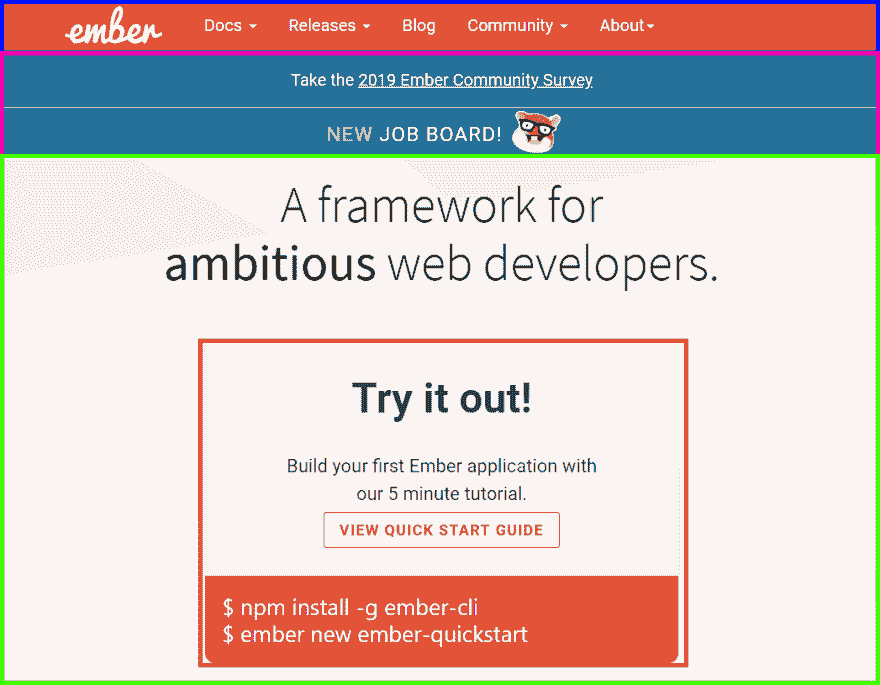 ember Docs Releases Blog Community About
Take the 2019 Ember Community Survey
NEW JOB BOARD!
A framework for
ambitious web developers.
Try it out!
Build your first Ember application with
our 5 minute tutorial.
VIEW QUICK START GUIDE
$ npm install -g ember-cli
$ ember new ember-quickstart